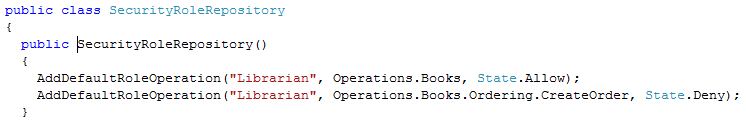 public class SecurityRoleRepository
{
  public SecurityRoleRepository()
  {
    AddDefaultRoleOperation("Librarian", Operations.Books, State.Allow);
    AddDefaultRoleOperation("Librarian", Operations.Books.Ordering.CreateOrder, State.Deny);
  }